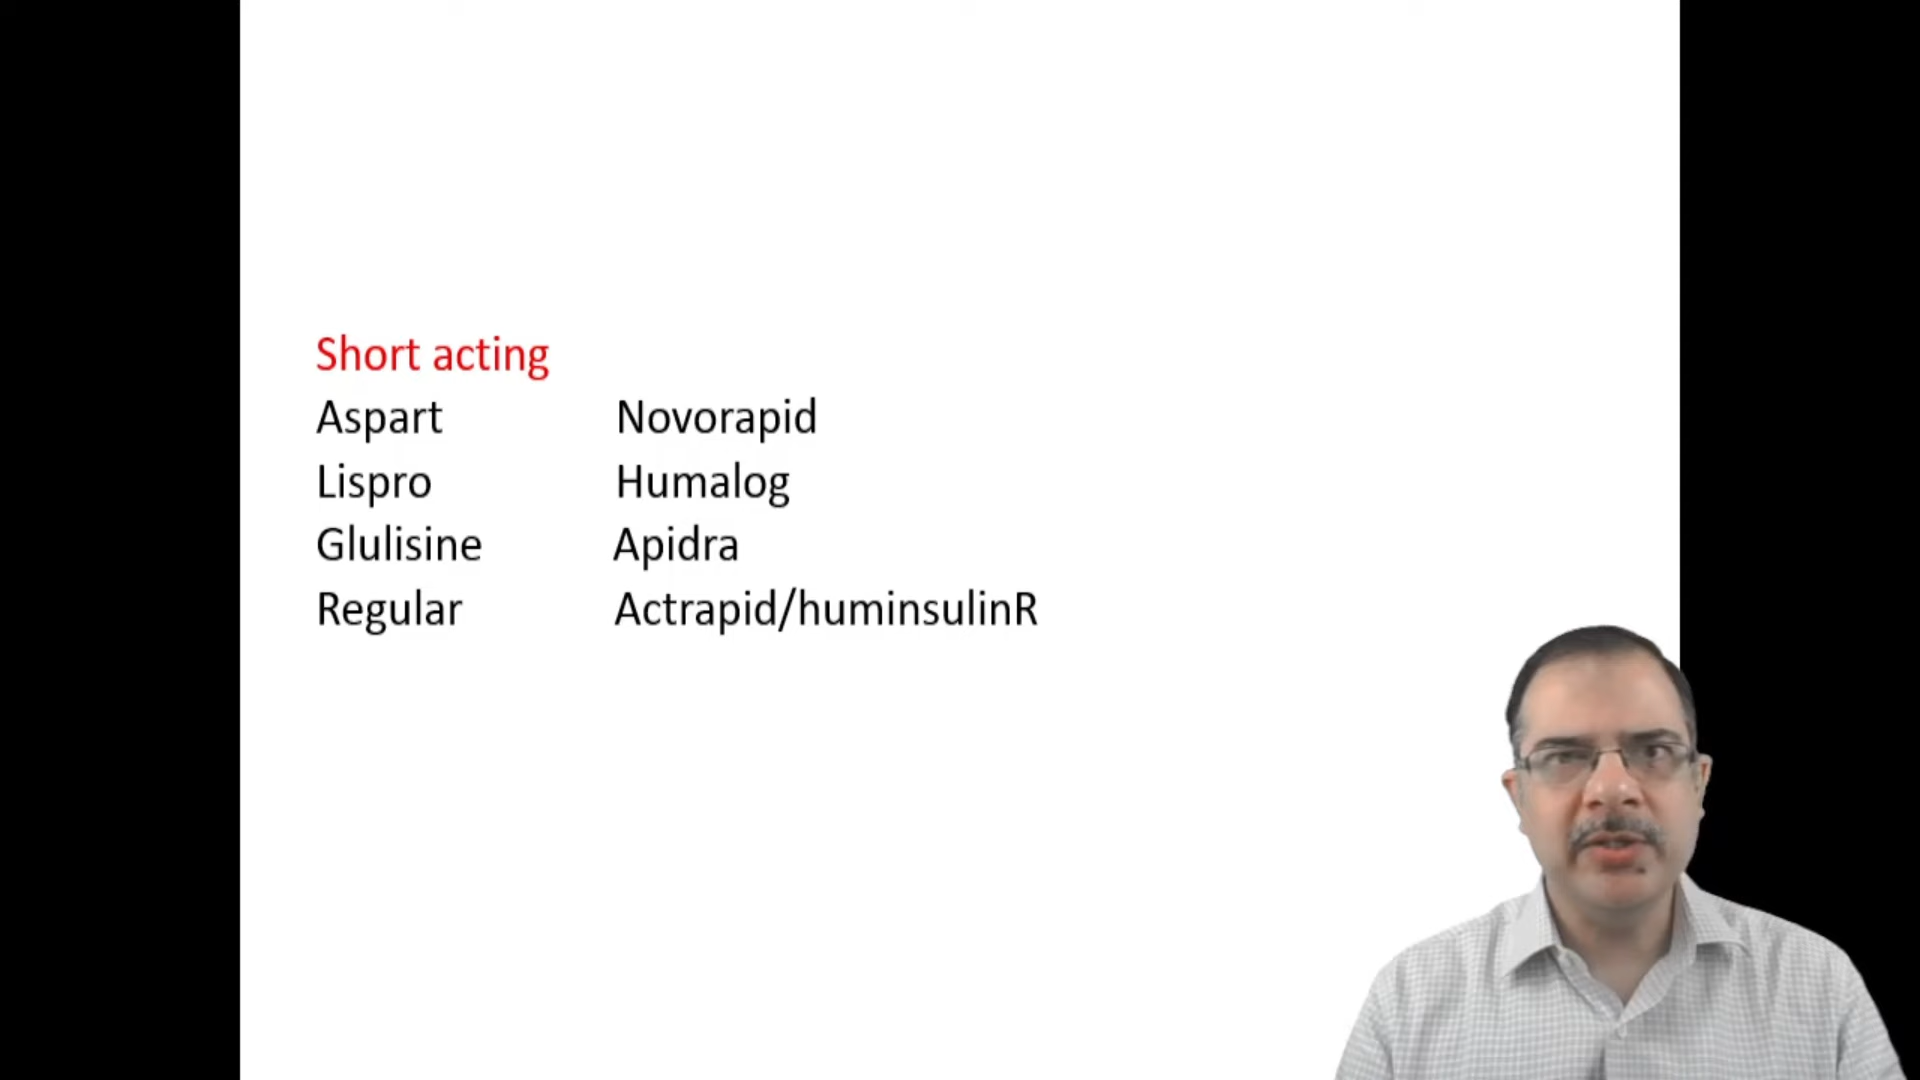 Short acting
Aspart Novorapid
Lispro Humalog
Glulisine Apidra
Regular Actrapid/huminsulinR